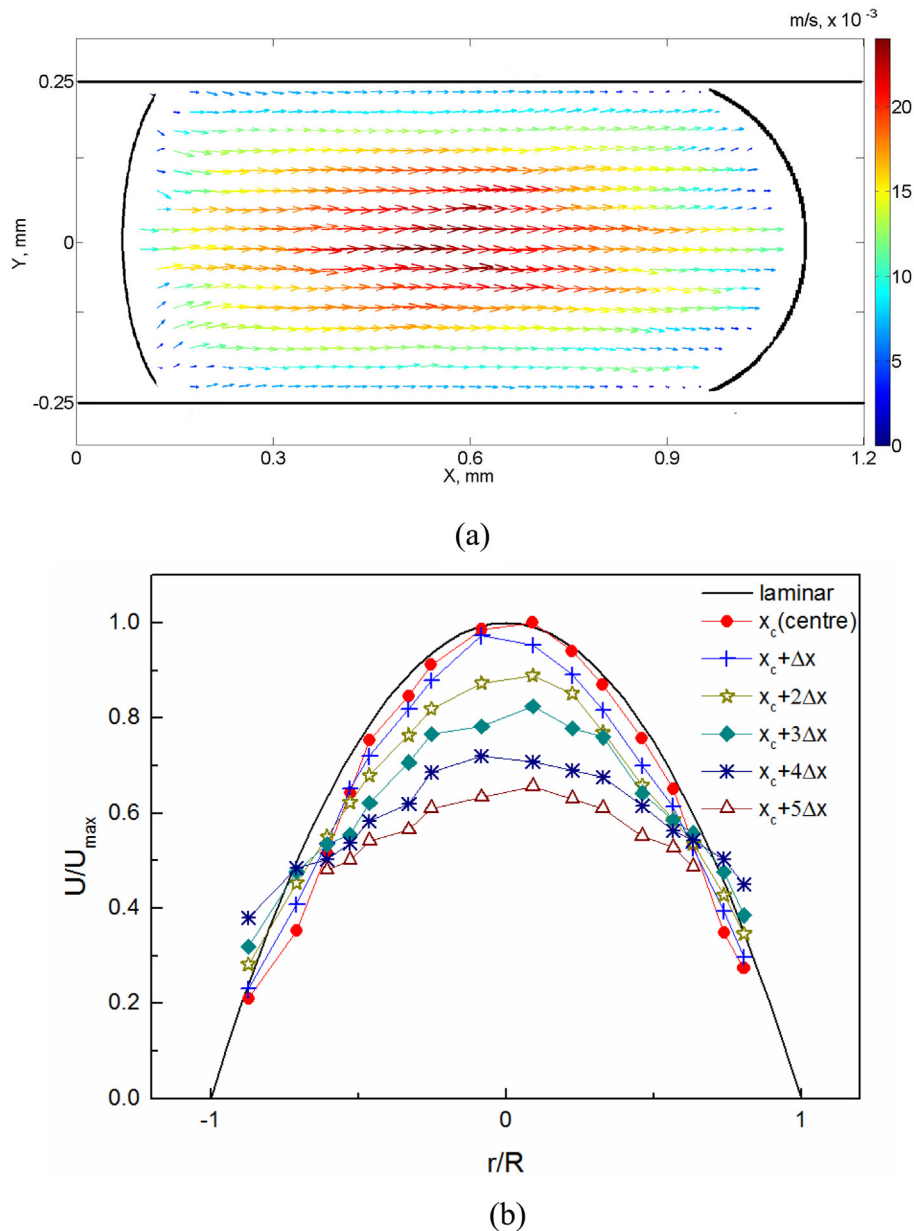 m/s, x 10⁻³
0.25
0
-0.25
Y, mm
0
0.3
0.6
0.9
1.2
X, mm
20
15
10
5
0
(a)
1.0
0.8
0.6
0.4
0.2
0.0
U/Uₘₐₓ
laminar
x_c(centre)
x_c+Δx
x_c+2Δx
x_c+3Δx
x_c+4Δx
x_c+5Δx
-1
0
1
r/R
(b)